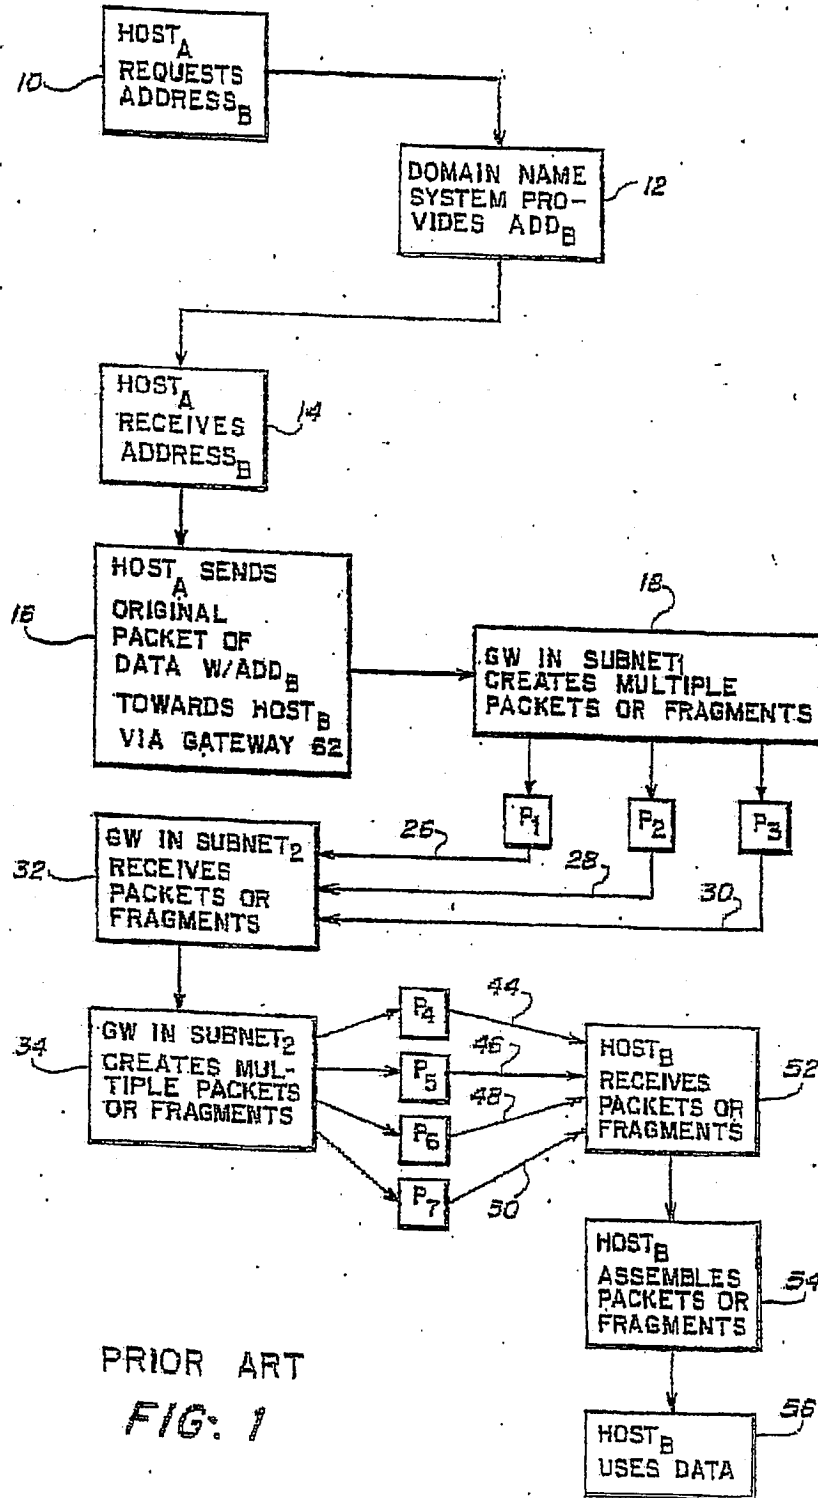 HOST_A
REQUESTS
ADDRESS_B
10
DOMAIN NAME
SYSTEM PRO-
VIDES ADD_B
12
HOST_A
RECEIVES
ADDRESS_B
14
HOST_A SENDS
ORIGINAL
PACKET OF
DATA W/ADD_B
TOWARDS HOST_B
VIA GATEWAY 62
16
18
GW IN SUBNET_1
CREATES MULTIPLE
PACKETS OR FRAGMENTS
P_1
P_2
P_3
26
28
30
GW IN SUBNET_2
RECEIVES
PACKETS OR
FRAGMENTS
32
GW IN SUBNET_2
CREATES MUL-
TIPLE PACKETS
OR FRAGMENTS
34
P_4
P_5
P_6
P_7
44
46
48
50
HOST_B
RECEIVES
PACKETS OR
FRAGMENTS
52
HOST_B
ASSEMBLES
PACKETS OR
FRAGMENTS
54
HOST_B
USES DATA
56
PRIOR ART
FIG. 1